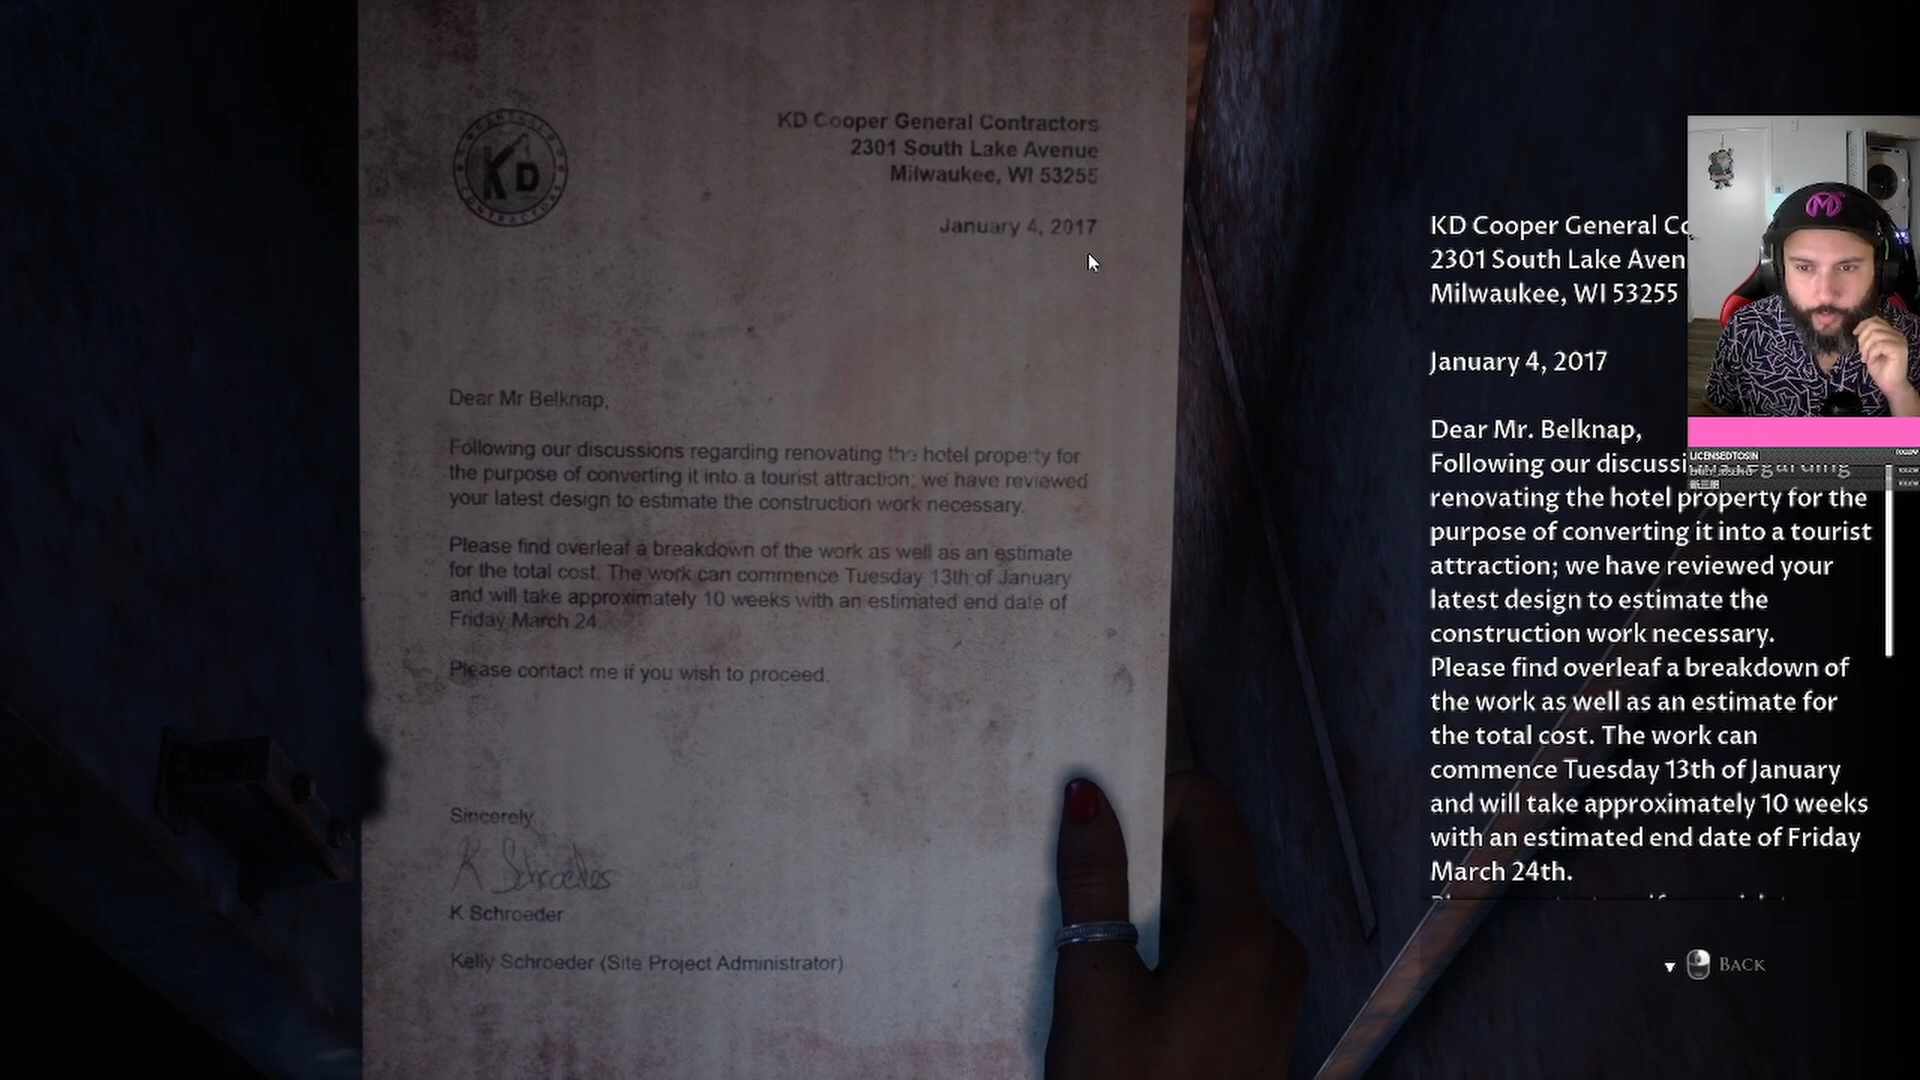 GENERAL
KD
CONTRACTORS
KD Cooper General Contractors
2301 South Lake Avenue
Milwaukee, WI 53255
January 4, 2017
Dear Mr Belknap,
Following our discussions regarding renovating the hotel property for
the purpose of converting it into a tourist attraction; we have reviewed
your latest design to estimate the construction work necessary.
Please find overleaf a breakdown of the work as well as an estimate
for the total cost. The work can commence Tuesday 13th of January
and will take approximately 10 weeks with an estimated end date of
Friday March 24.
Please contact me if you wish to proceed.
Sincerely
K Schroeder
K Schroeder
Kelly Schroeder (Site Project Administrator)
KD Cooper General Co
2301 South Lake Aven
Milwaukee, WI 53255
January 4, 2017
Dear Mr. Belknap,
Following our discussi
renovating the hotel property for the
purpose of converting it into a tourist
attraction; we have reviewed your
latest design to estimate the
construction work necessary.
Please find overleaf a breakdown of
the work as well as an estimate for
the total cost. The work can
commence Tuesday 13th of January
and will take approximately 10 weeks
with an estimated end date of Friday
March 24th.
LICENSEDTOSIN
FOLLOW
FOLLOW
BACK